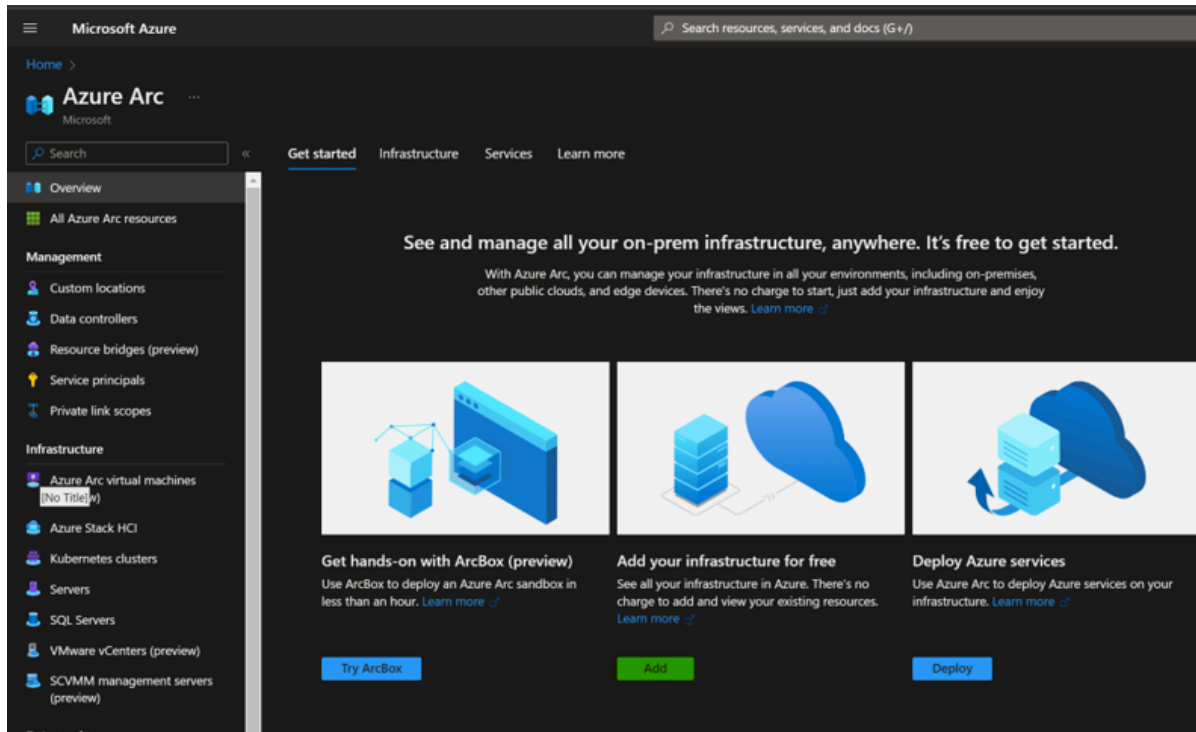 Microsoft Azure
Search resources, services, and docs (G+/)
Home >
Azure Arc ...
Microsoft
Search
«
Overview
All Azure Arc resources
Management
Custom locations
Data controllers
Resource bridges (preview)
Service principals
Private link scopes
Infrastructure
Azure Arc virtual machines
[No Title]w)
Azure Stack HCI
Kubernetes clusters
Servers
SQL Servers
VMware vCenters (preview)
SCVMM management servers
(preview)
Get started Infrastructure Services Learn more
See and manage all your on-prem infrastructure, anywhere. It's free to get started.
With Azure Arc, you can manage your infrastructure in all your environments, including on-premises,
other public clouds, and edge devices. There's no charge to start, just add your infrastructure and enjoy
the views. Learn more
Get hands-on with ArcBox (preview)
Use ArcBox to deploy an Azure Arc sandbox in
less than an hour. Learn more
Try ArcBox
Add your infrastructure for free
See all your infrastructure in Azure. There's no
charge to add and view your existing resources.
Learn more
Add
Deploy Azure services
Use Azure Arc to deploy Azure services on your
infrastructure. Learn more
Deploy